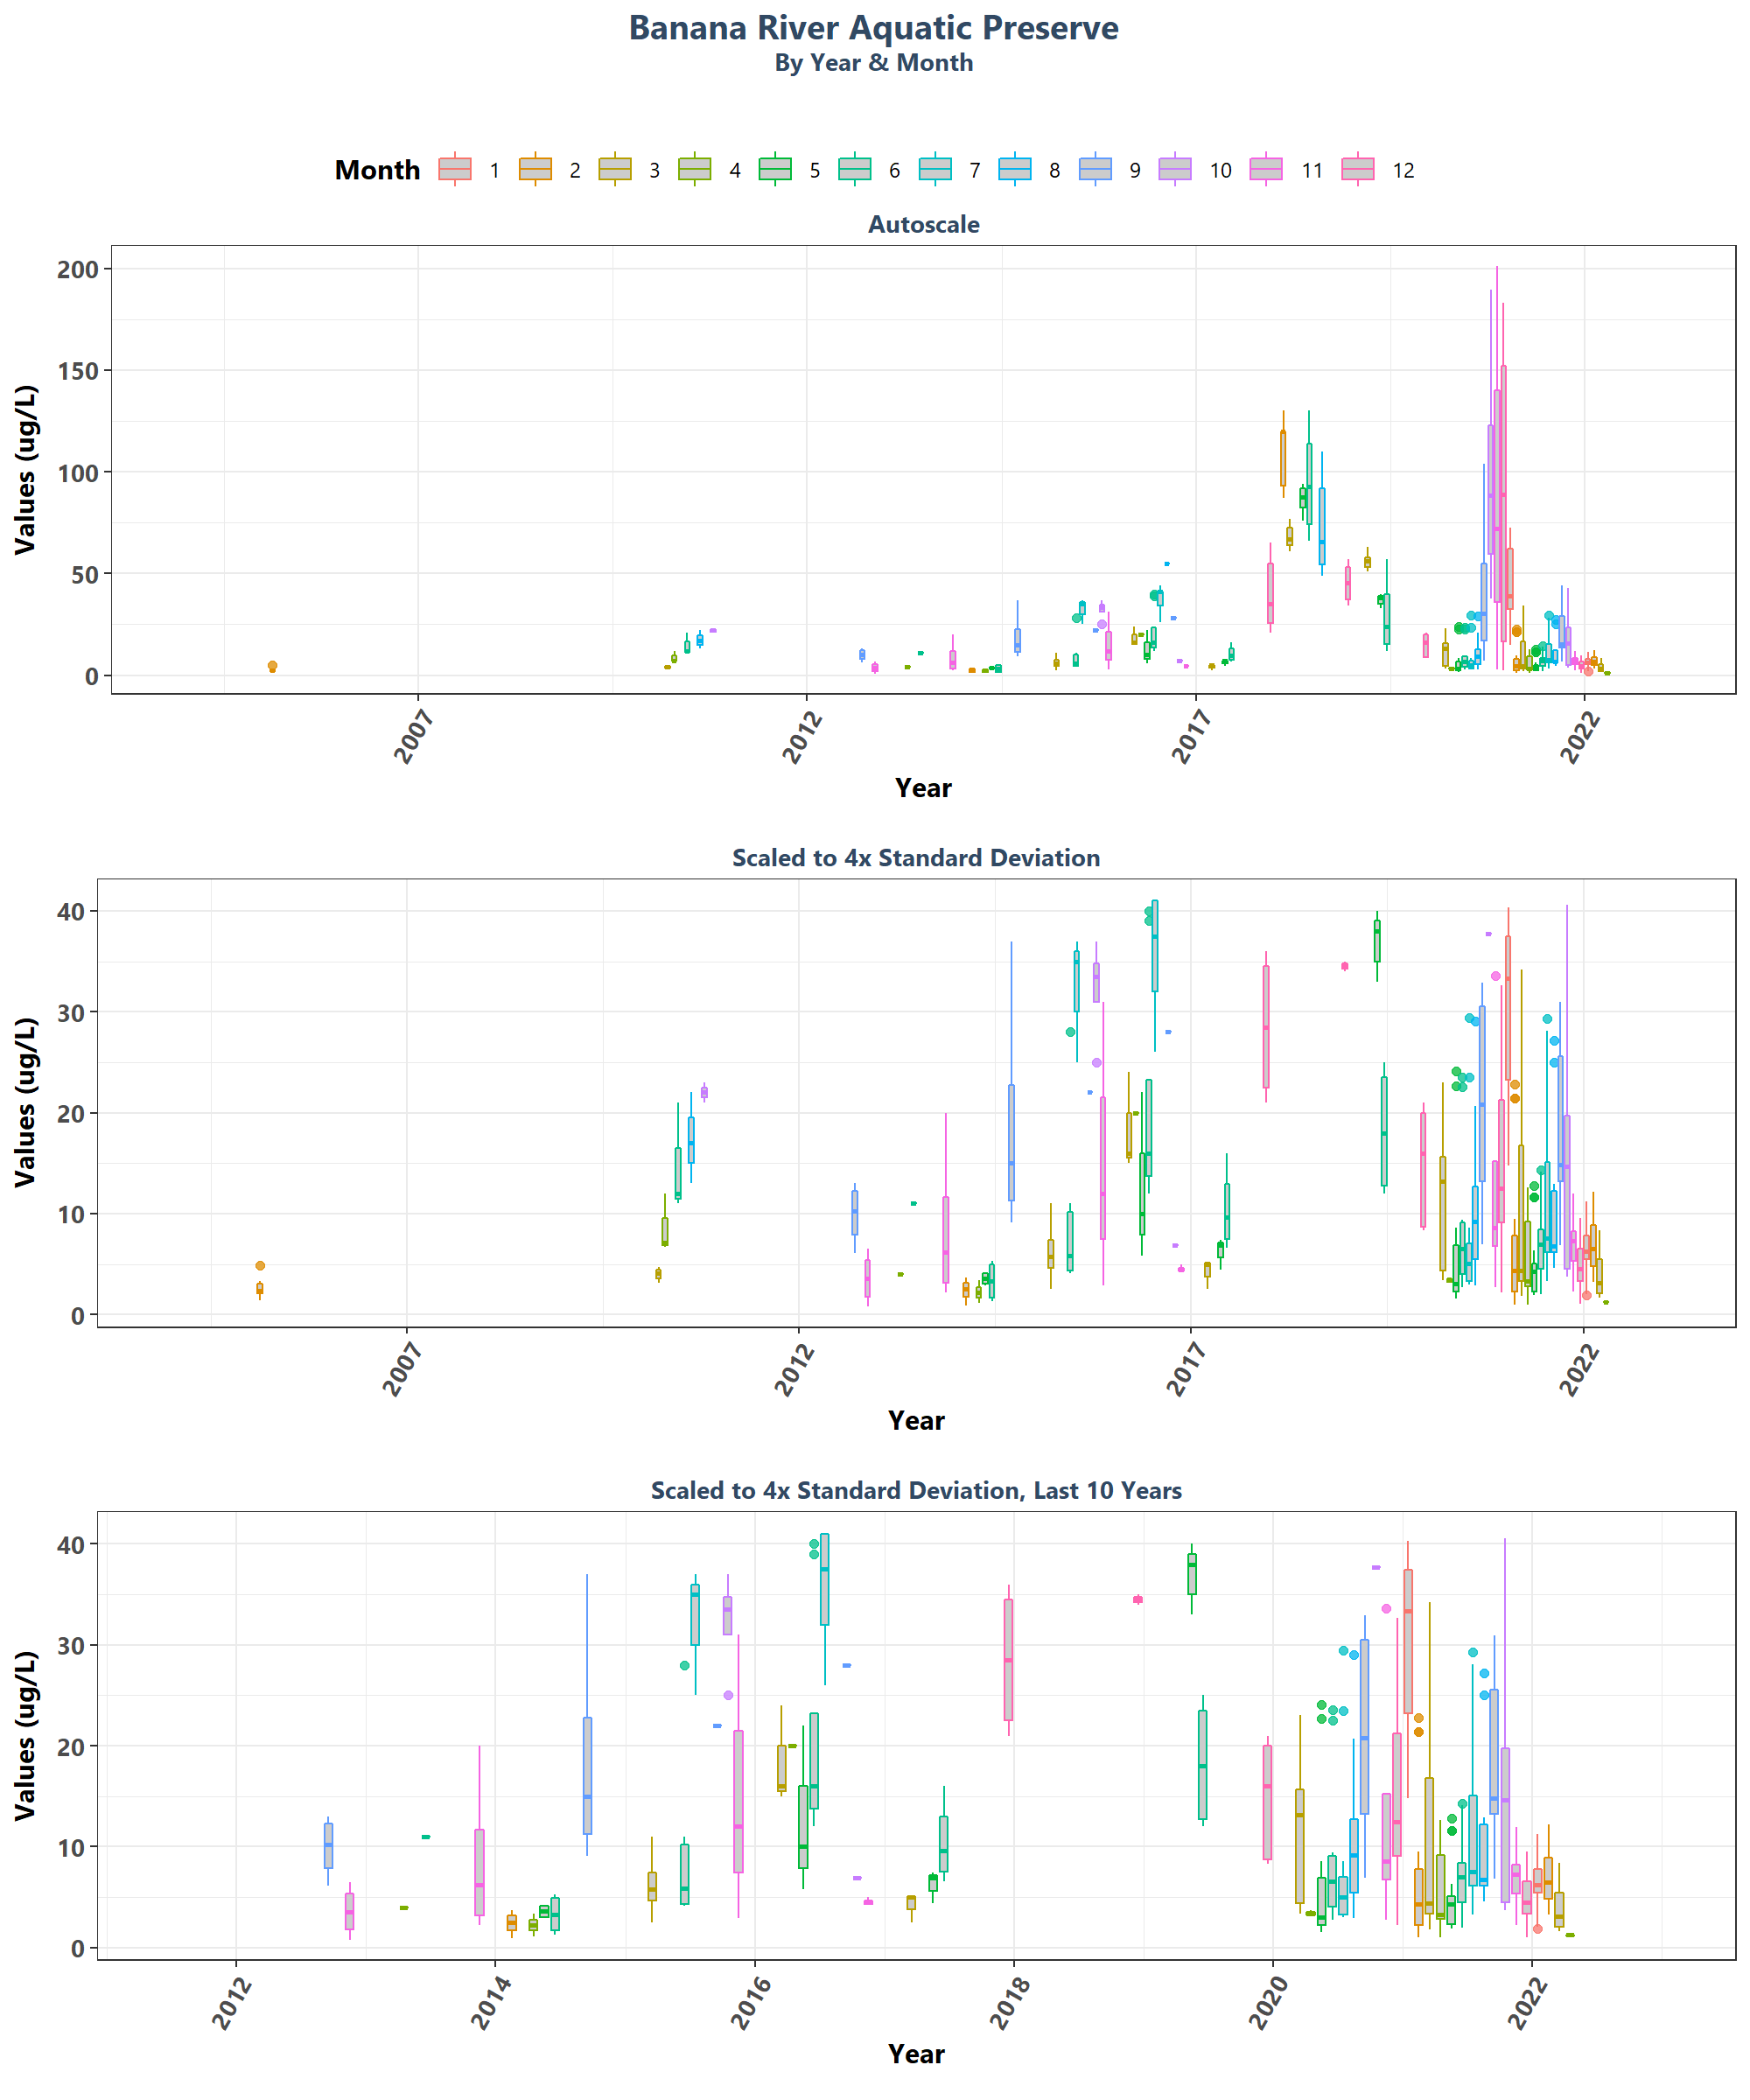 Banana River Aquatic Preserve
By Year & Month
Month 1 2 3 4 5 6 7 8 9 10 11 12
Autoscale
200
150
100
50
0
Values (ug/L)
2007 2012 2017 2022
Year
Scaled to 4x Standard Deviation
40
30
20
10
0
Values (ug/L)
2007 2012 2017 2022
Year
Scaled to 4x Standard Deviation, Last 10 Years
40
30
20
10
0
Values (ug/L)
2012 2014 2016 2018 2020 2022
Year